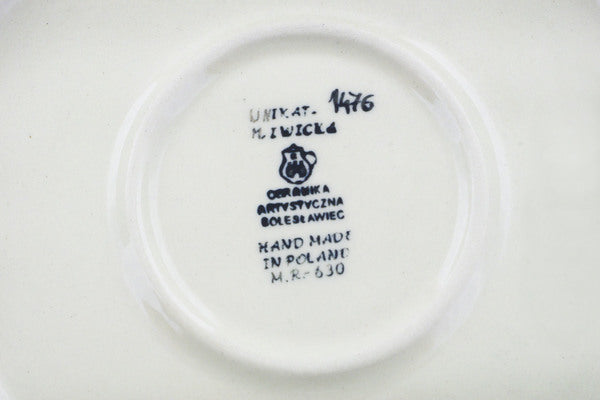 UNIKAT- 1476
M. IWICKA
CERAMIKA
ARTYSTYCZNA
BOLESŁAWIEC
HAND MADE
IN POLAND
M.R.-630